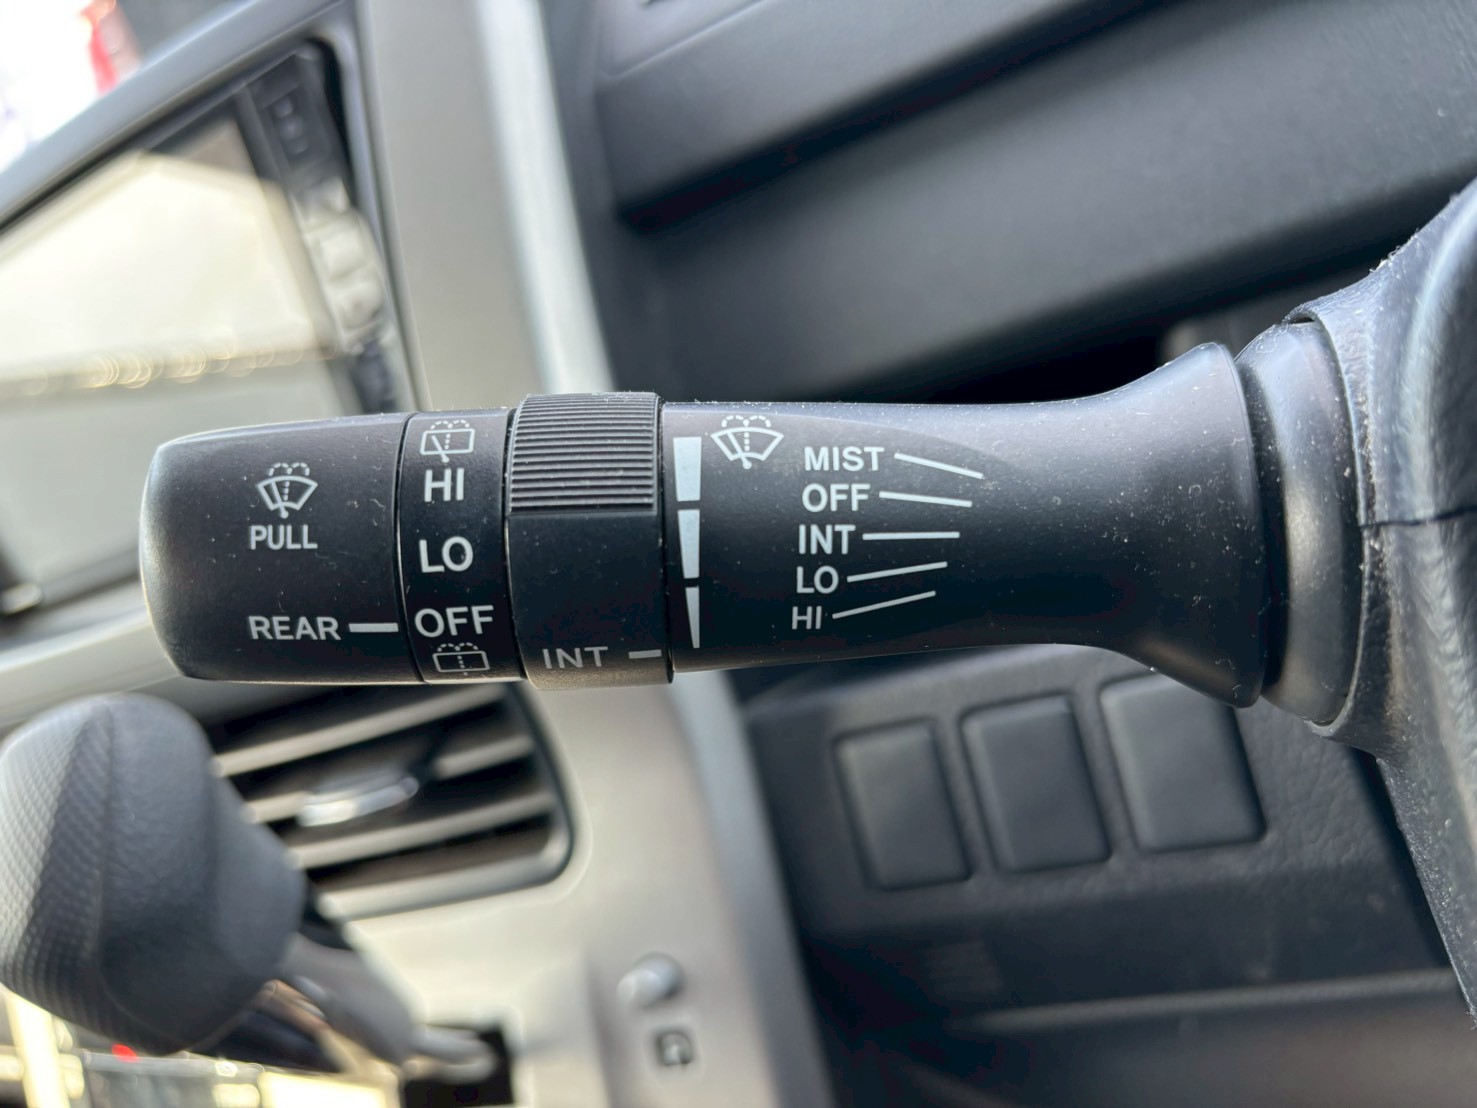 PULL
REAR
HI
LO
OFF
INT
MIST
OFF
INT
LO
HI